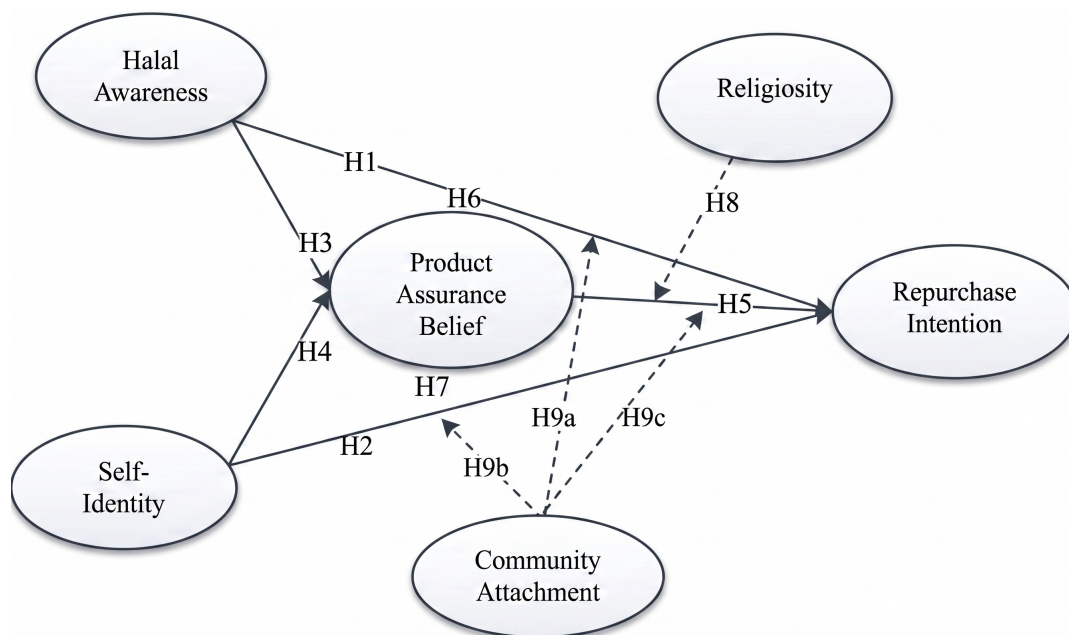 Halal
Awareness
Religiosity
H1
H6
H8
H3
Product
Assurance
Belief
H5
Repurchase
Intention
H4
H7
H9a
H9c
H2
H9b
Self-
Identity
Community
Attachment